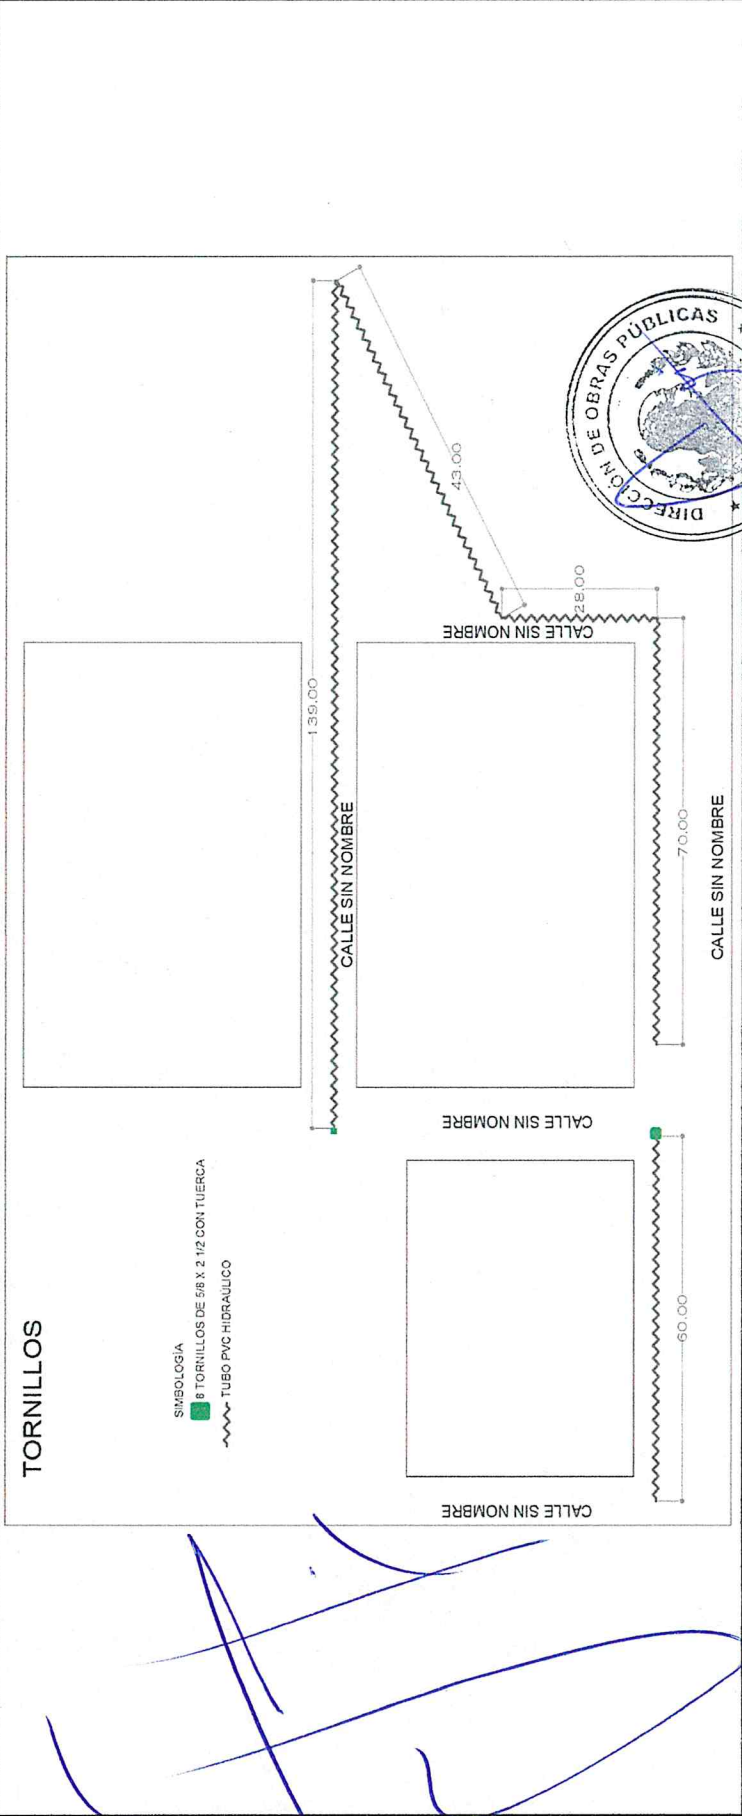 TORNILLOS
SIMBOLOGÍA
8 TORNILLOS DE 5/8 X 2 1/2 CON TUERCA
TUBO PVC HIDRAÚLICO
139.00
CALLE SIN NOMBRE
43.00
28.00
CALLE SIN NOMBRE
CALLE SIN NOMBRE
CALLE SIN NOMBRE
60.00
70.00
CALLE SIN NOMBRE
DIRECCIÓN DE OBRAS PÚBLICAS